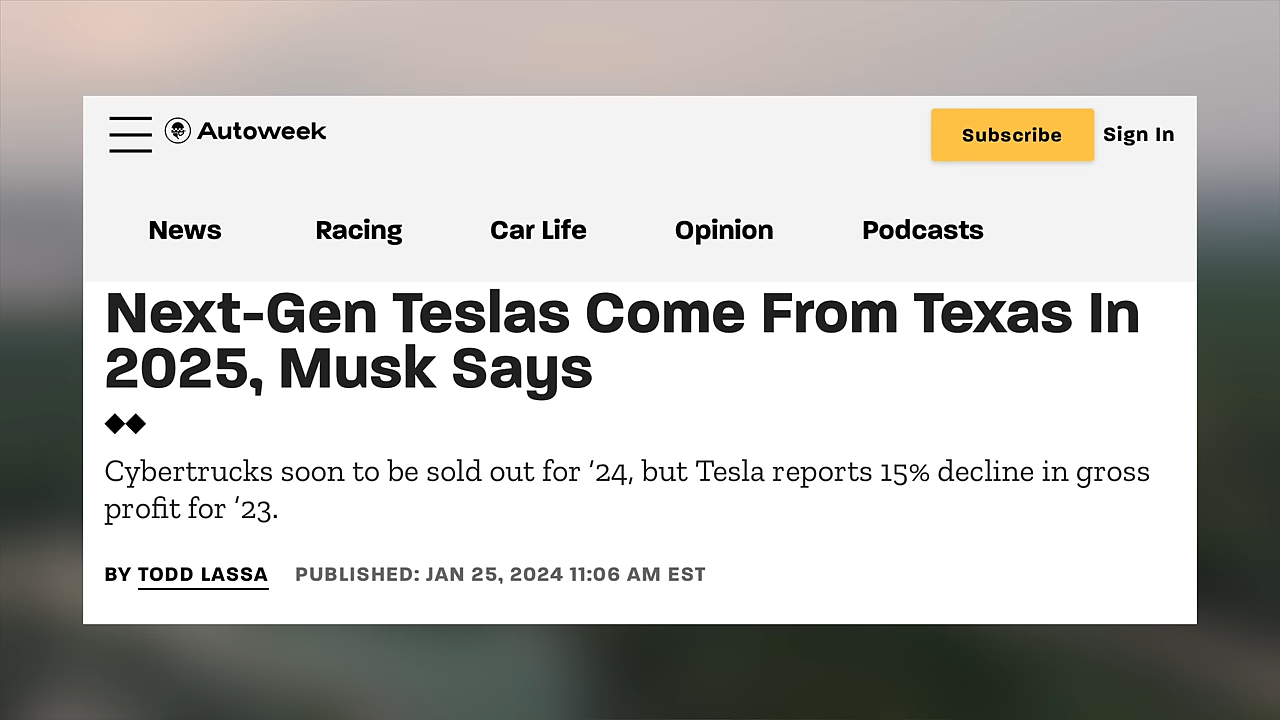 Autoweek
Subscribe
Sign In
News
Racing
Car Life
Opinion
Podcasts
Next-Gen Teslas Come From Texas In
2025, Musk Says
Cybertrucks soon to be sold out for ’24, but Tesla reports 15% decline in gross
profit for ’23.
BY TODD LASSA PUBLISHED: JAN 25, 2024 11:06 AM EST